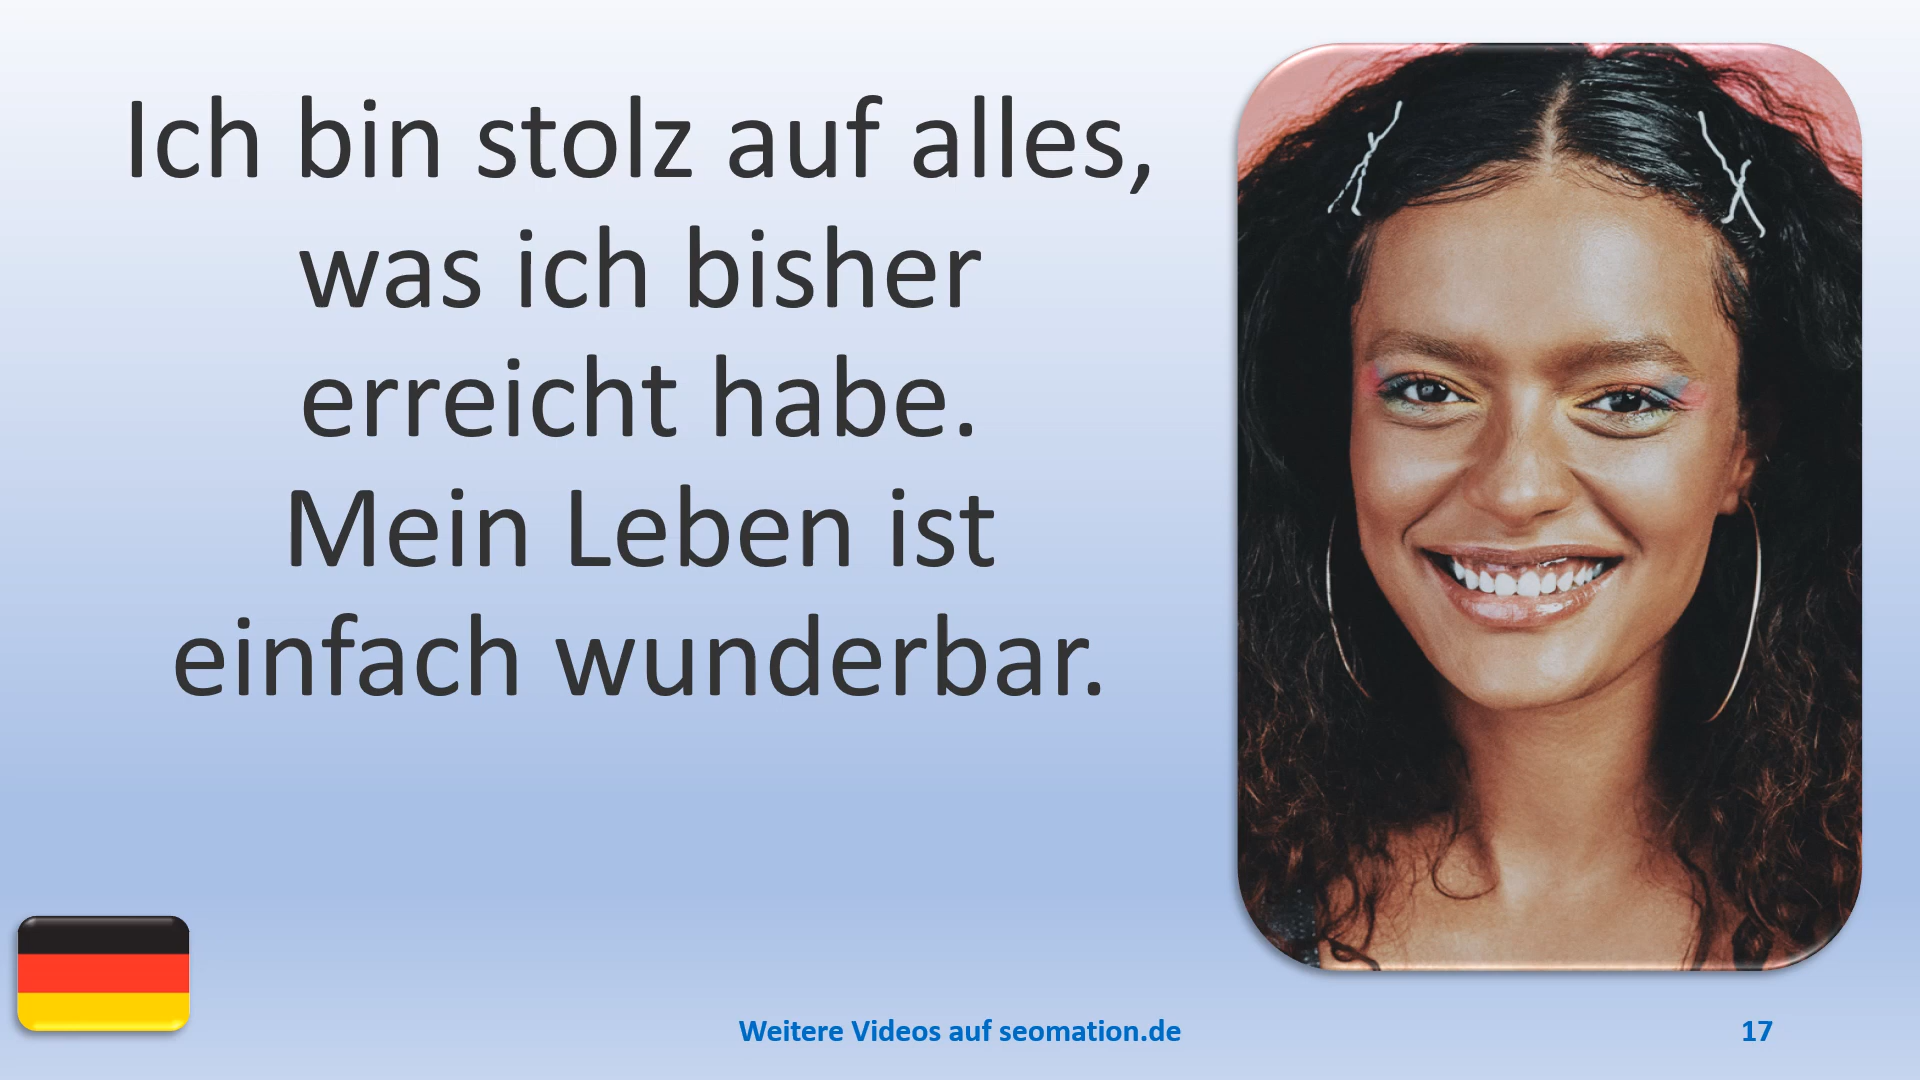 Ich bin stolz auf alles,
was ich bisher
erreicht habe.
Mein Leben ist
einfach wunderbar.
Weitere Videos auf seomation.de
17